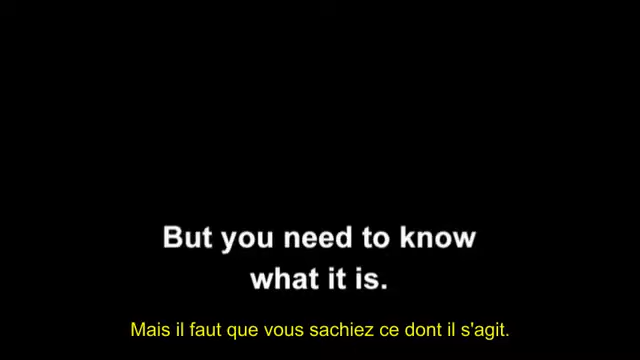 But you need to know
what it is.
Mais il faut que vous sachiez ce dont il s'agit.